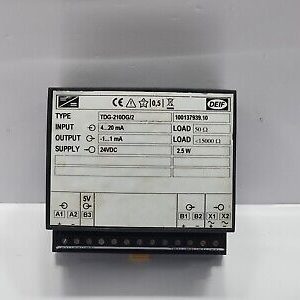 CE 0,5 DEIF
TYPE TDG-210DG/2 100137939.10
INPUT 4...20 mA LOAD 50 Ω
OUTPUT -1...1 mA LOAD <15000 Ω
SUPPLY 24VDC 2.5 W
5V
A1 A2 B3 B1 B2 X1 X2
+ - + - ~ ~